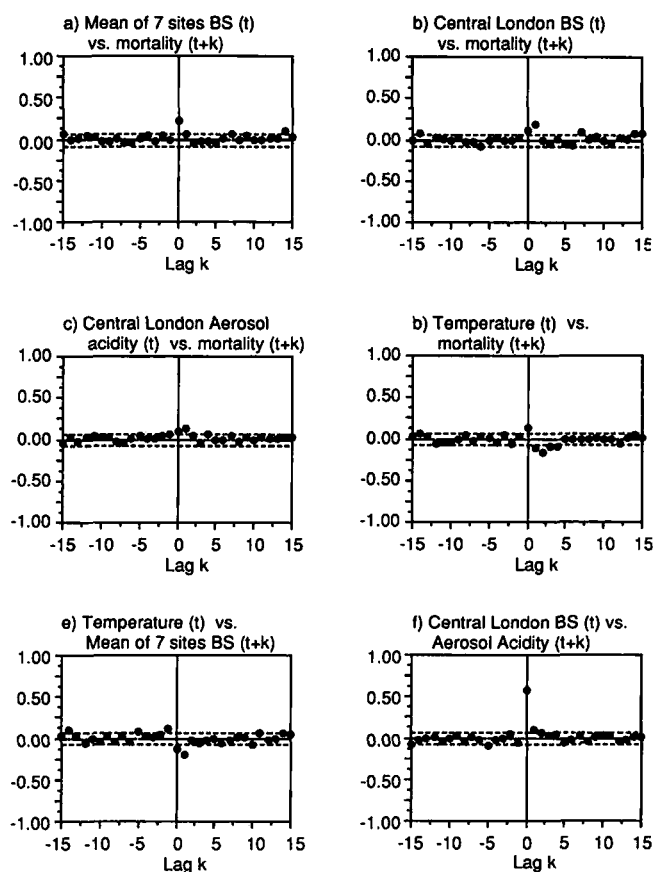 a) Mean of 7 sites BS (t)
vs. mortality (t+k)
1.00
0.50
0.00
-0.50
-1.00
-15 -10 -5 0 5 10 15
Lag k
b) Central London BS (t)
vs. mortality (t+k)
1.00
0.50
0.00
-0.50
-1.00
-15 -10 -5 0 5 10 15
Lag k
c) Central London Aerosol
acidity (t) vs. mortality (t+k)
1.00
0.50
0.00
-0.50
-1.00
-15 -10 -5 0 5 10 15
Lag k
b) Temperature (t) vs.
mortality (t+k)
1.00
0.50
0.00
-0.50
-1.00
-15 -10 -5 0 5 10 15
Lag k
e) Temperature (t) vs.
Mean of 7 sites BS (t+k)
1.00
0.50
0.00
-0.50
-1.00
-15 -10 -5 0 5 10 15
Lag k
f) Central London BS (t) vs.
Aerosol Acidity (t+k)
1.00
0.50
0.00
-0.50
-1.00
-15 -10 -5 0 5 10 15
Lag k